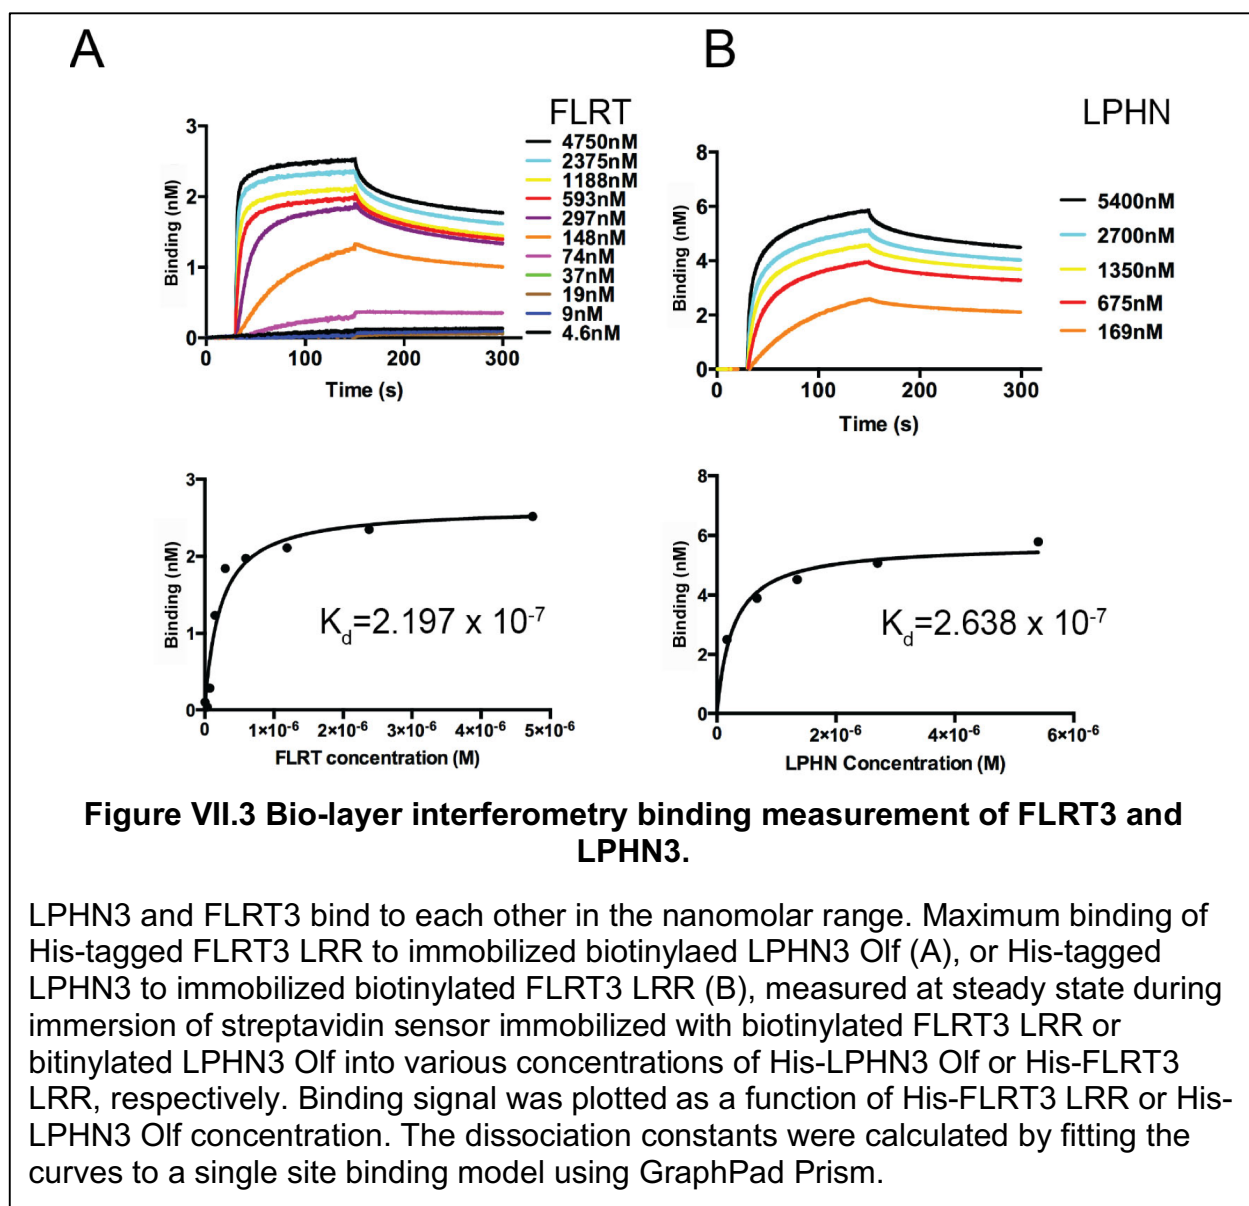 A
B
FLRT
3
2
1
0
Binding (nM)
0
100
200
300
Time (s)
4750nM
2375nM
1188nM
593nM
297nM
148nM
74nM
37nM
19nM
9nM
4.6nM
LPHN
8
6
4
2
0
Binding (nM)
0
100
200
300
Time (s)
5400nM
2700nM
1350nM
675nM
169nM
3
2
1
0
Binding (nM)
Kd=2.197 x 10-7
0
1×10-6
2×10-6
3×10-6
4×10-6
5×10-6
FLRT concentration (M)
8
6
4
2
0
Binding (nM)
Kd=2.638 x 10-7
0
2×10-6
4×10-6
6×10-6
LPHN Concentration (M)
Figure VII.3 Bio-layer interferometry binding measurement of FLRT3 and
LPHN3.
LPHN3 and FLRT3 bind to each other in the nanomolar range. Maximum binding of
His-tagged FLRT3 LRR to immobilized biotinylaed LPHN3 Olf (A), or His-tagged
LPHN3 to immobilized biotinylated FLRT3 LRR (B), measured at steady state during
immersion of streptavidin sensor immobilized with biotinylated FLRT3 LRR or
bitinylated LPHN3 Olf into various concentrations of His-LPHN3 Olf or His-FLRT3
LRR, respectively. Binding signal was plotted as a function of His-FLRT3 LRR or His-
LPHN3 Olf concentration. The dissociation constants were calculated by fitting the
curves to a single site binding model using GraphPad Prism.